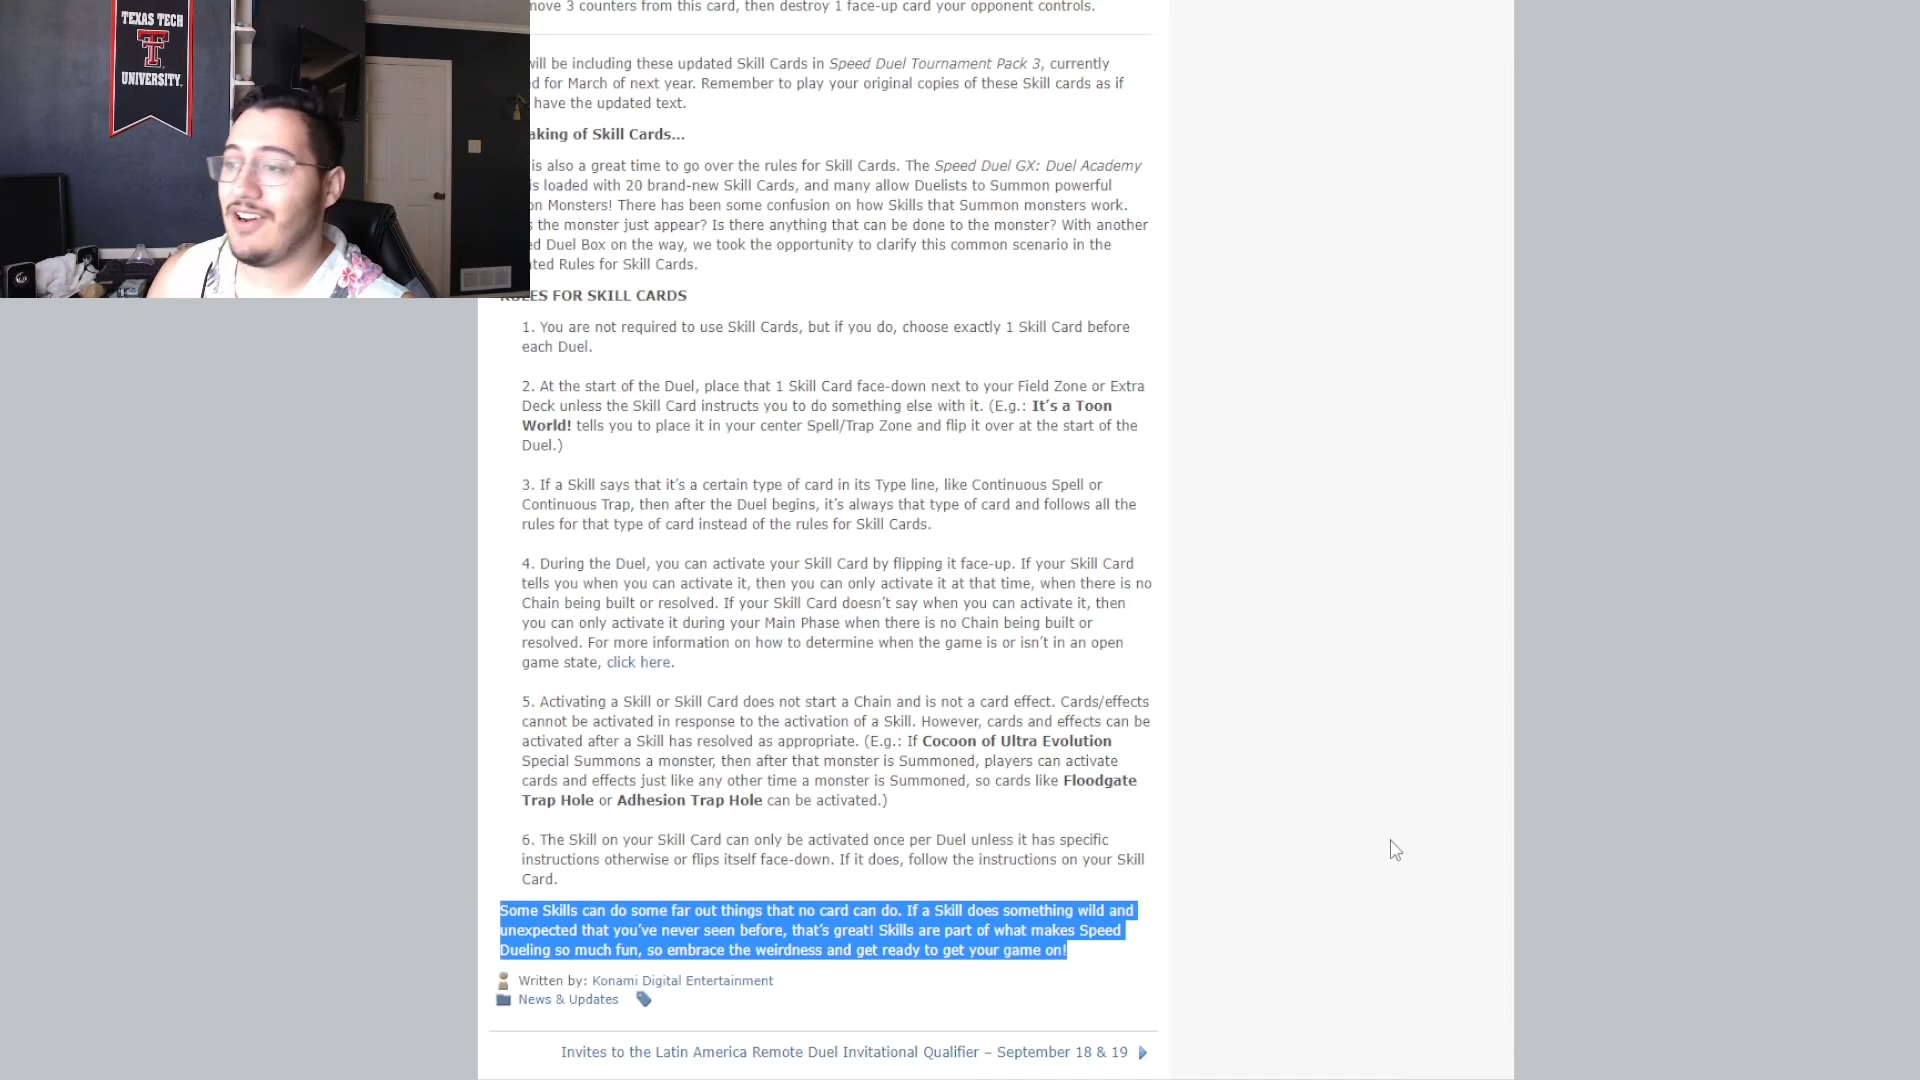 TEXAS TECH
UNIVERSITY.
3 counters from this card, then destroy 1 face-up card your opponent controls.
will be including these updated Skill Cards in Speed Duel Tournament Pack 3, currently
for March of next year. Remember to play your original copies of these Skill cards as if
have the updated text.
of Skill Cards...
is also a great time to go over the rules for Skill Cards. The Speed Duel GX: Duel Academy
is loaded with 20 brand-new Skill Cards, and many allow Duelists to Summon powerful
Monsters! There has been some confusion on how Skills that Summon monsters work.
the monster just appear? Is there anything that can be done to the monster? With another
Duel Box on the way, we took the opportunity to clarify this common scenario in the
Rules for Skill Cards.
RULES FOR SKILL CARDS
1. You are not required to use Skill Cards, but if you do, choose exactly 1 Skill Card before
each Duel.
2. At the start of the Duel, place that 1 Skill Card face-down next to your Field Zone or Extra
Deck unless the Skill Card instructs you to do something else with it. (E.g.: It's a Toon
World! tells you to place it in your center Spell/Trap Zone and flip it over at the start of the
Duel.)
3. If a Skill says that it's a certain type of card in its Type line, like Continuous Spell or
Continuous Trap, then after the Duel begins, it's always that type of card and follows all the
rules for that type of card instead of the rules for Skill Cards.
4. During the Duel, you can activate your Skill Card by flipping it face-up. If your Skill Card
tells you when you can activate it, then you can only activate it at that time, when there is no
Chain being built or resolved. If your Skill Card doesn't say when you can activate it, then
you can only activate it during your Main Phase when there is no Chain being built or
resolved. For more information on how to determine when the game is or isn't in an open
game state, click here.
5. Activating a Skill or Skill Card does not start a Chain and is not a card effect. Cards/effects
cannot be activated in response to the activation of a Skill. However, cards and effects can be
activated after a Skill has resolved as appropriate. (E.g.: If Cocoon of Ultra Evolution
Special Summons a monster, then after that monster is Summoned, players can activate
cards and effects just like any other time a monster is Summoned, so cards like Floodgate
Trap Hole or Adhesion Trap Hole can be activated.)
6. The Skill on your Skill Card can only be activated once per Duel unless it has specific
instructions otherwise or flips itself face-down. If it does, follow the instructions on your Skill
Card.
Some Skills can do some far out things that no card can do. If a Skill does something wild and
unexpected that you've never seen before, that's great! Skills are part of what makes Speed
Dueling so much fun, so embrace the weirdness and get ready to get your game on!
Written by: Konami Digital Entertainment
News & Updates
Invites to the Latin America Remote Duel Invitational Qualifier – September 18 & 19